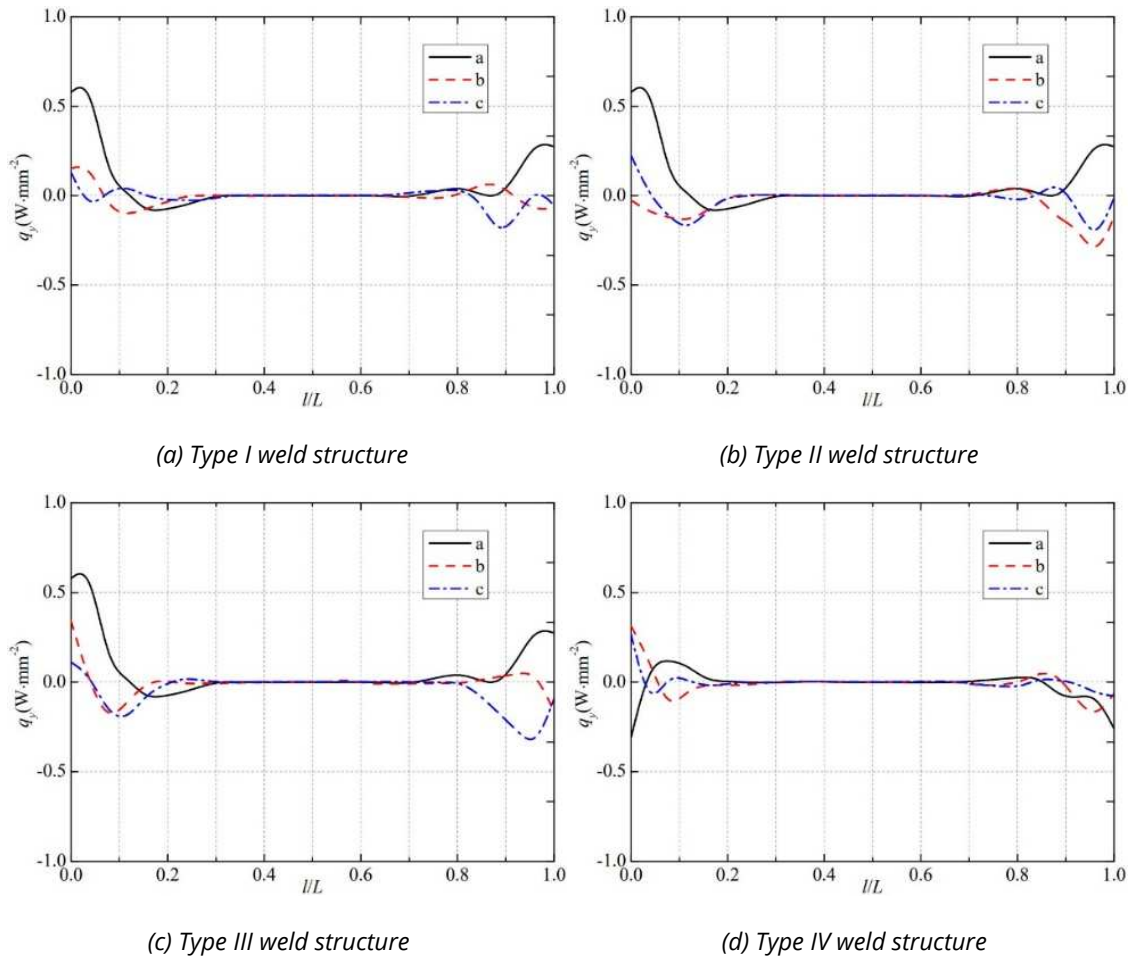 1.0
0.5
0.0
-0.5
-1.0
q_y(W·mm⁻²)
a
b
c
0.0 0.2 0.4 0.6 0.8 1.0
l/L
(a) Type I weld structure
1.0
0.5
0.0
-0.5
-1.0
q_y(W·mm⁻²)
a
b
c
0.0 0.2 0.4 0.6 0.8 1.0
l/L
(b) Type II weld structure
1.0
0.5
0.0
-0.5
-1.0
q_y(W·mm⁻²)
a
b
c
0.0 0.2 0.4 0.6 0.8 1.0
l/L
(c) Type III weld structure
1.0
0.5
0.0
-0.5
-1.0
q_y(W·mm⁻²)
a
b
c
0.0 0.2 0.4 0.6 0.8 1.0
l/L
(d) Type IV weld structure